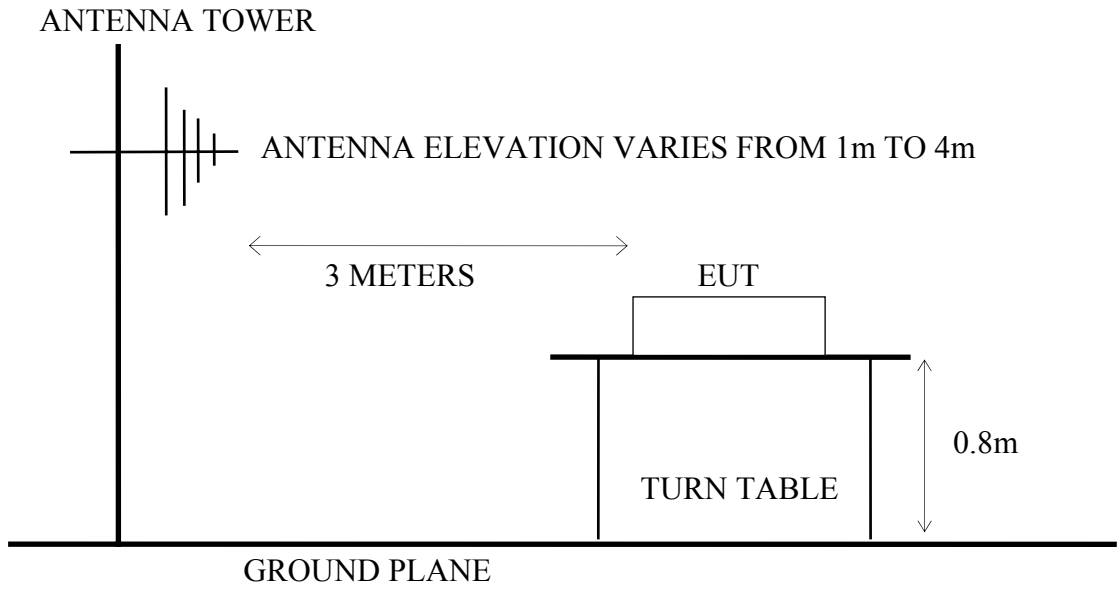 ANTENNA TOWER
ANTENNA ELEVATION VARIES FROM 1m TO 4m
3 METERS
EUT
0.8m
TURN TABLE
GROUND PLANE